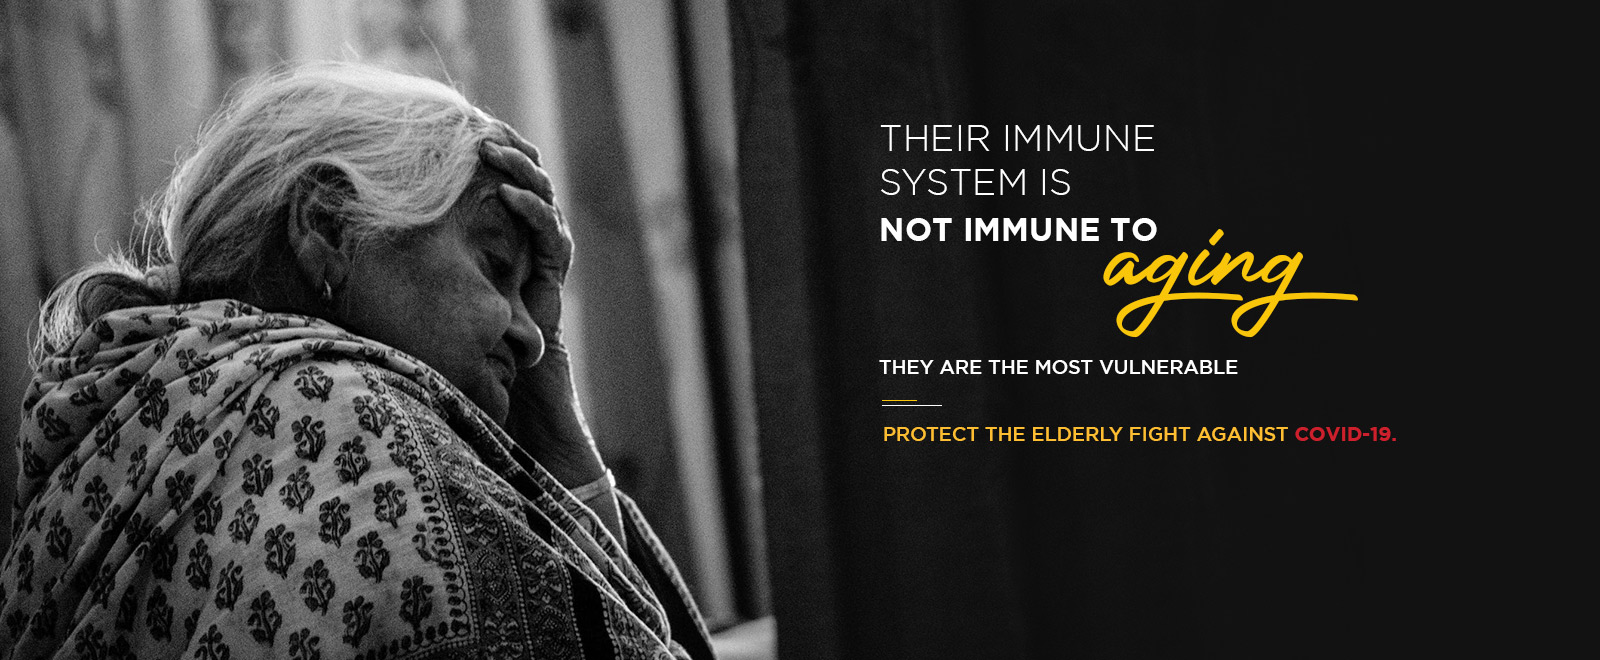 THEIR IMMUNE
SYSTEM IS
NOT IMMUNE TO
aging
THEY ARE THE MOST VULNERABLE
PROTECT THE ELDERLY FIGHT AGAINST COVID-19.